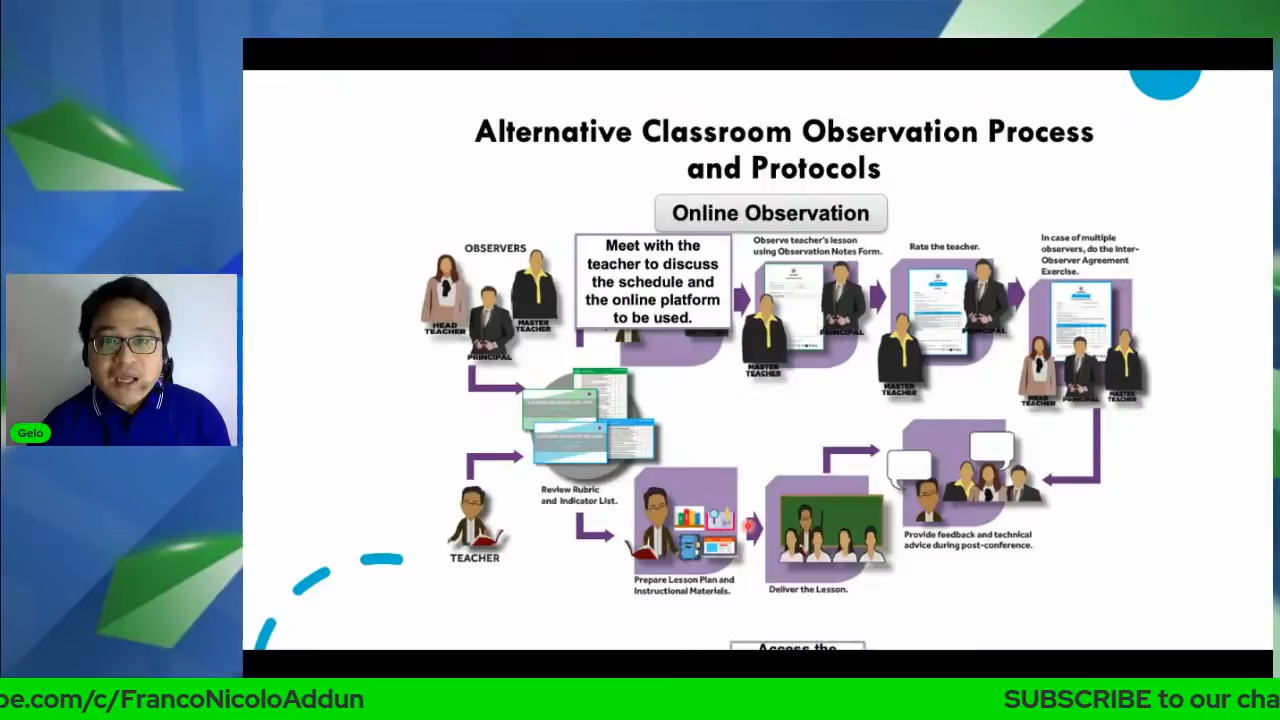 Alternative Classroom Observation Process
and Protocols
Online Observation
OBSERVERS
HEAD
TEACHER
PRINCIPAL
MASTER
TEACHER
Meet with the
teacher to discuss
the schedule and
the online platform
to be used.
Observe teacher's lesson
using Observation Notes Form.
MASTER
TEACHER
PRINCIPAL
Rate the teacher.
MASTER
TEACHER
PRINCIPAL
In case of multiple
observers, do the Inter-
Observer Agreement
Exercise.
HEAD
TEACHER
PRINCIPAL
MASTER
TEACHER
Gelo
Review Rubric
and Indicator List.
TEACHER
Prepare Lesson Plan and
Instructional Materials.
Deliver the Lesson.
Provide feedback and technical
advice during post-conference.
Access the
be.com/c/FrancoNicoloAddun
SUBSCRIBE to our cha